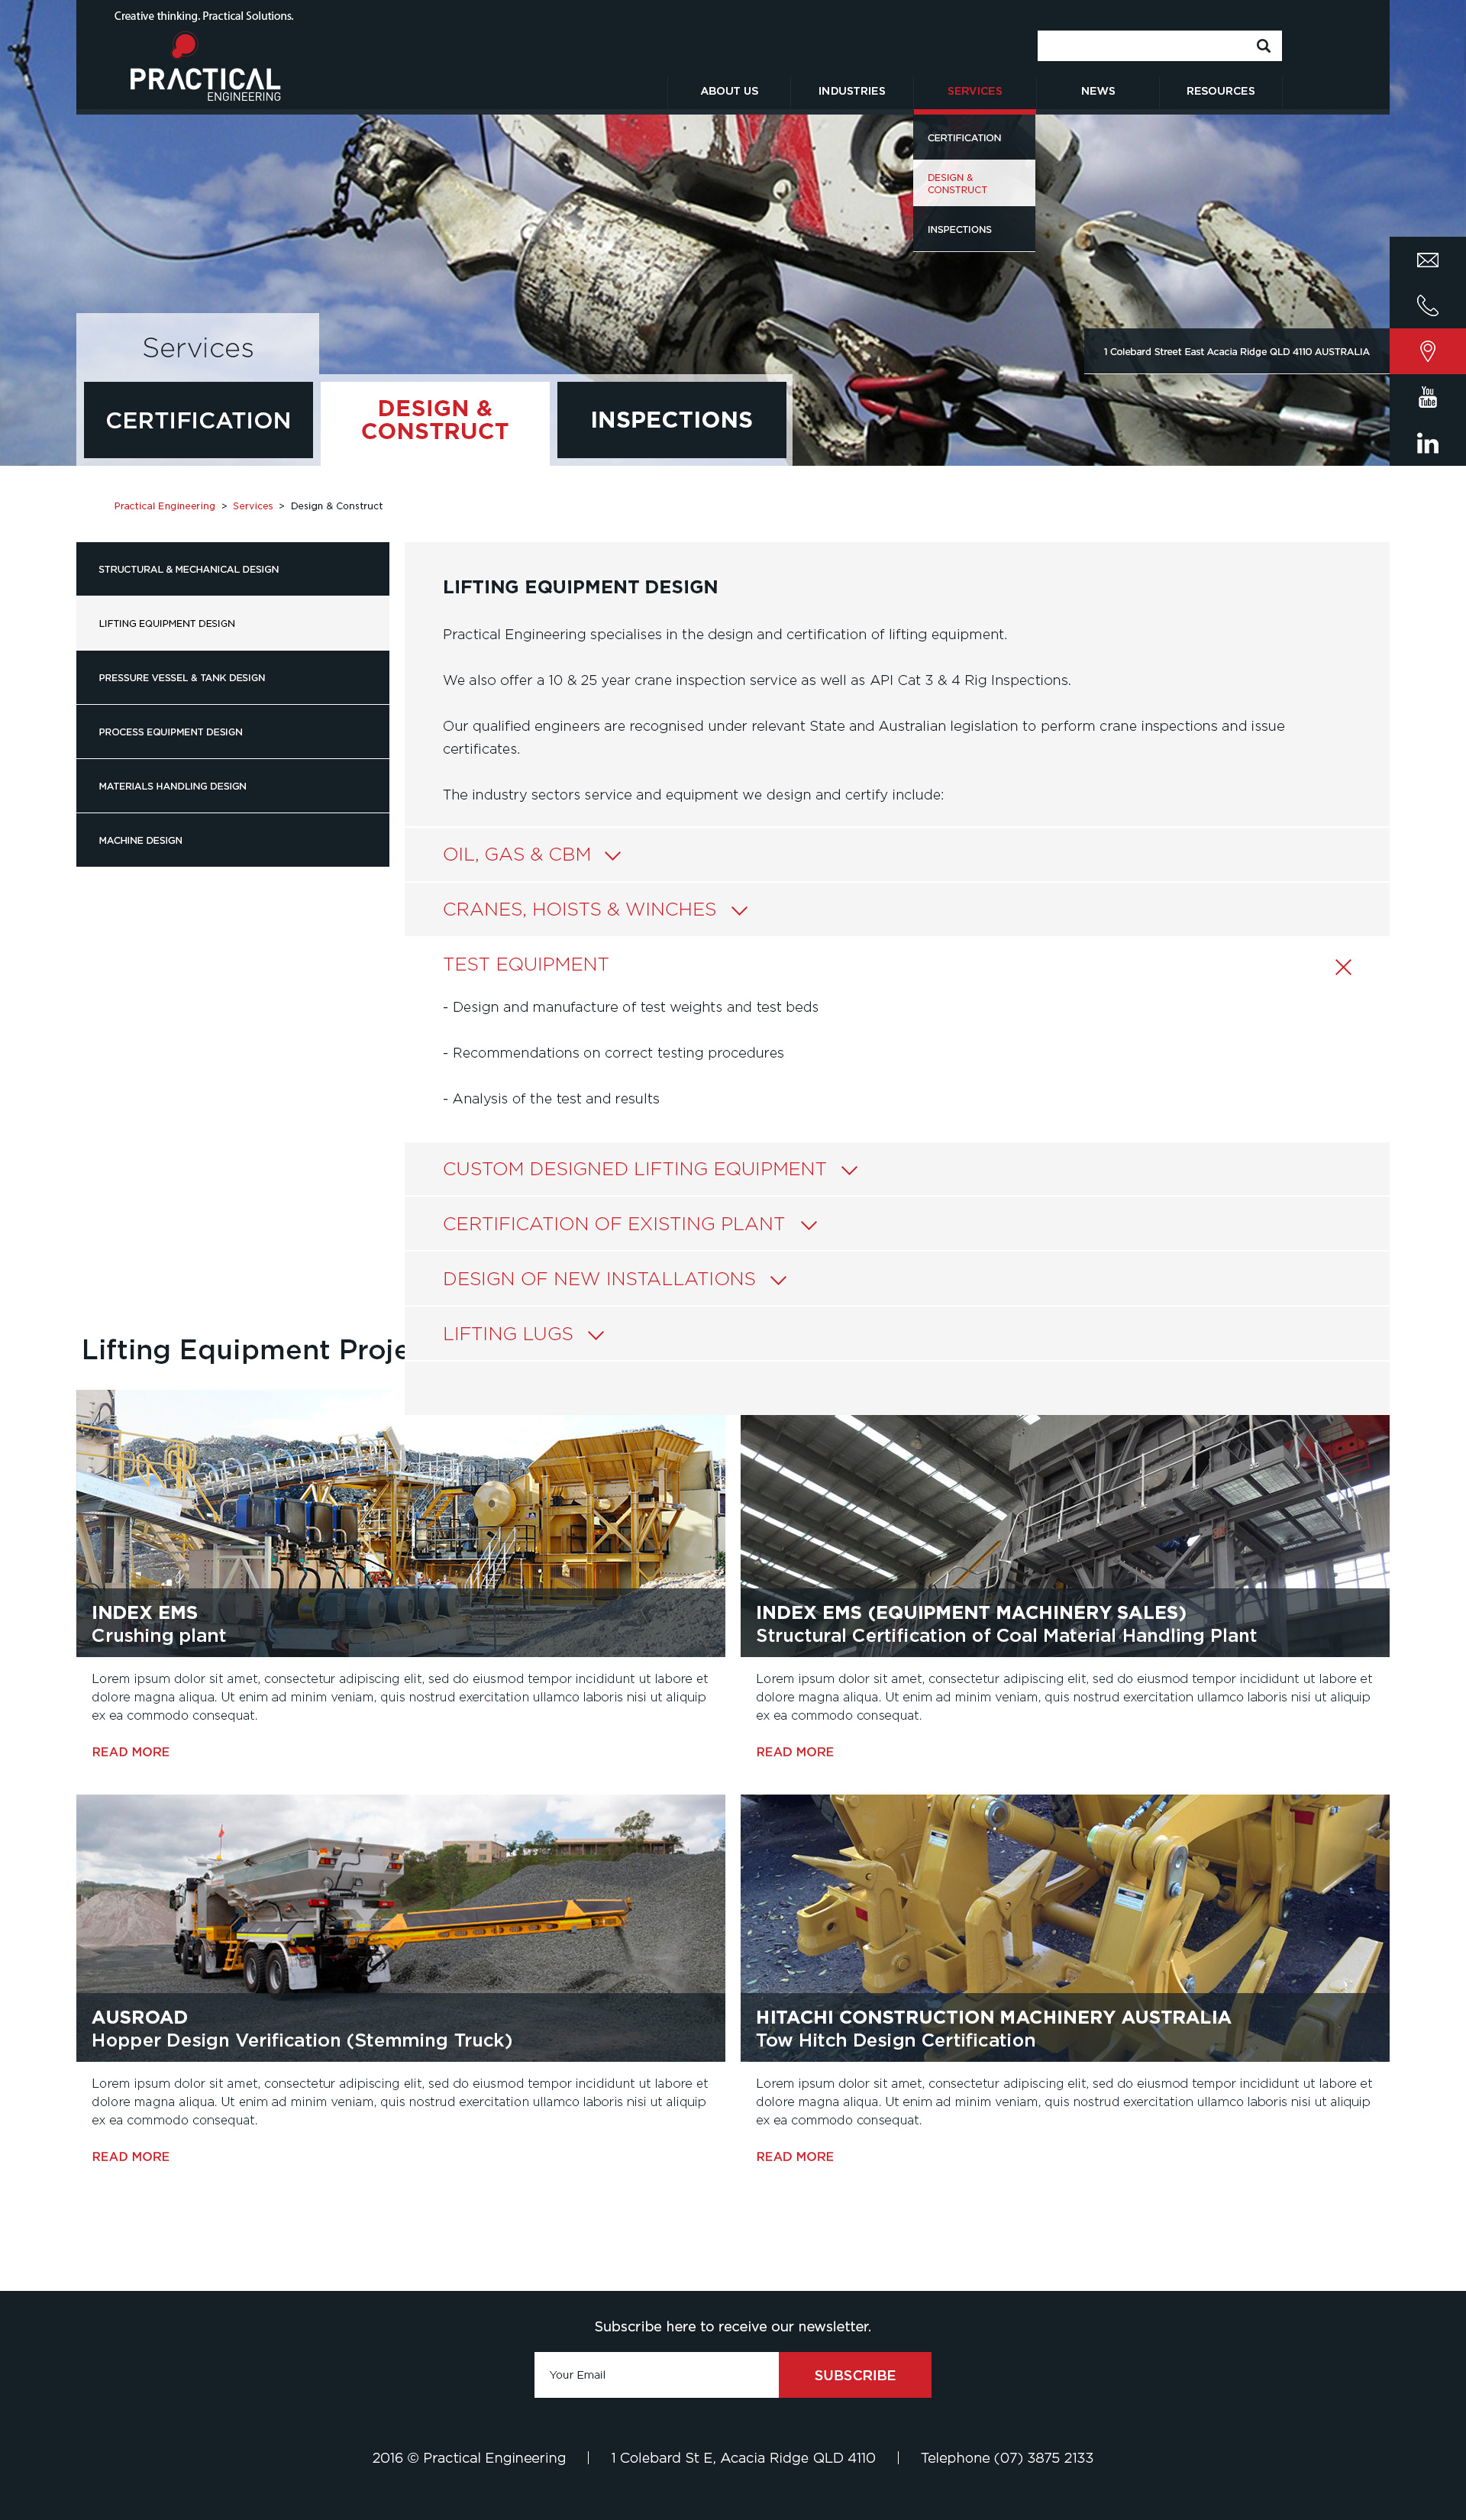 Creative thinking. Practical Solutions.
PRACTICAL
ENGINEERING
ABOUT US
INDUSTRIES
SERVICES
NEWS
RESOURCES
CERTIFICATION
DESIGN &
CONSTRUCT
INSPECTIONS
1 Colebard Street East Acacia Ridge QLD 4110 AUSTRALIA
You
Tube
in
Services
CERTIFICATION
DESIGN &
CONSTRUCT
INSPECTIONS
Practical Engineering > Services > Design & Construct
STRUCTURAL & MECHANICAL DESIGN
LIFTING EQUIPMENT DESIGN
PRESSURE VESSEL & TANK DESIGN
PROCESS EQUIPMENT DESIGN
MATERIALS HANDLING DESIGN
MACHINE DESIGN
LIFTING EQUIPMENT DESIGN
Practical Engineering specialises in the design and certification of lifting equipment.
We also offer a 10 & 25 year crane inspection service as well as API Cat 3 & 4 Rig Inspections.
Our qualified engineers are recognised under relevant State and Australian legislation to perform crane inspections and issue
certificates.
The industry sectors service and equipment we design and certify include:
OIL, GAS & CBM
CRANES, HOISTS & WINCHES
TEST EQUIPMENT
- Design and manufacture of test weights and test beds
- Recommendations on correct testing procedures
- Analysis of the test and results
CUSTOM DESIGNED LIFTING EQUIPMENT
CERTIFICATION OF EXISTING PLANT
DESIGN OF NEW INSTALLATIONS
LIFTING LUGS
Lifting Equipment Proje
INDEX EMS
Crushing plant
Lorem ipsum dolor sit amet, consectetur adipiscing elit, sed do eiusmod tempor incididunt ut labore et
dolore magna aliqua. Ut enim ad minim veniam, quis nostrud exercitation ullamco laboris nisi ut aliquip
ex ea commodo consequat.
READ MORE
INDEX EMS (EQUIPMENT MACHINERY SALES)
Structural Certification of Coal Material Handling Plant
Lorem ipsum dolor sit amet, consectetur adipiscing elit, sed do eiusmod tempor incididunt ut labore et
dolore magna aliqua. Ut enim ad minim veniam, quis nostrud exercitation ullamco laboris nisi ut aliquip
ex ea commodo consequat.
READ MORE
AUSROAD
Hopper Design Verification (Stemming Truck)
Lorem ipsum dolor sit amet, consectetur adipiscing elit, sed do eiusmod tempor incididunt ut labore et
dolore magna aliqua. Ut enim ad minim veniam, quis nostrud exercitation ullamco laboris nisi ut aliquip
ex ea commodo consequat.
READ MORE
HITACHI CONSTRUCTION MACHINERY AUSTRALIA
Tow Hitch Design Certification
Lorem ipsum dolor sit amet, consectetur adipiscing elit, sed do eiusmod tempor incididunt ut labore et
dolore magna aliqua. Ut enim ad minim veniam, quis nostrud exercitation ullamco laboris nisi ut aliquip
ex ea commodo consequat.
READ MORE
Subscribe here to receive our newsletter.
Your Email
SUBSCRIBE
2016 © Practical Engineering | 1 Colebard St E, Acacia Ridge QLD 4110 | Telephone (07) 3875 2133